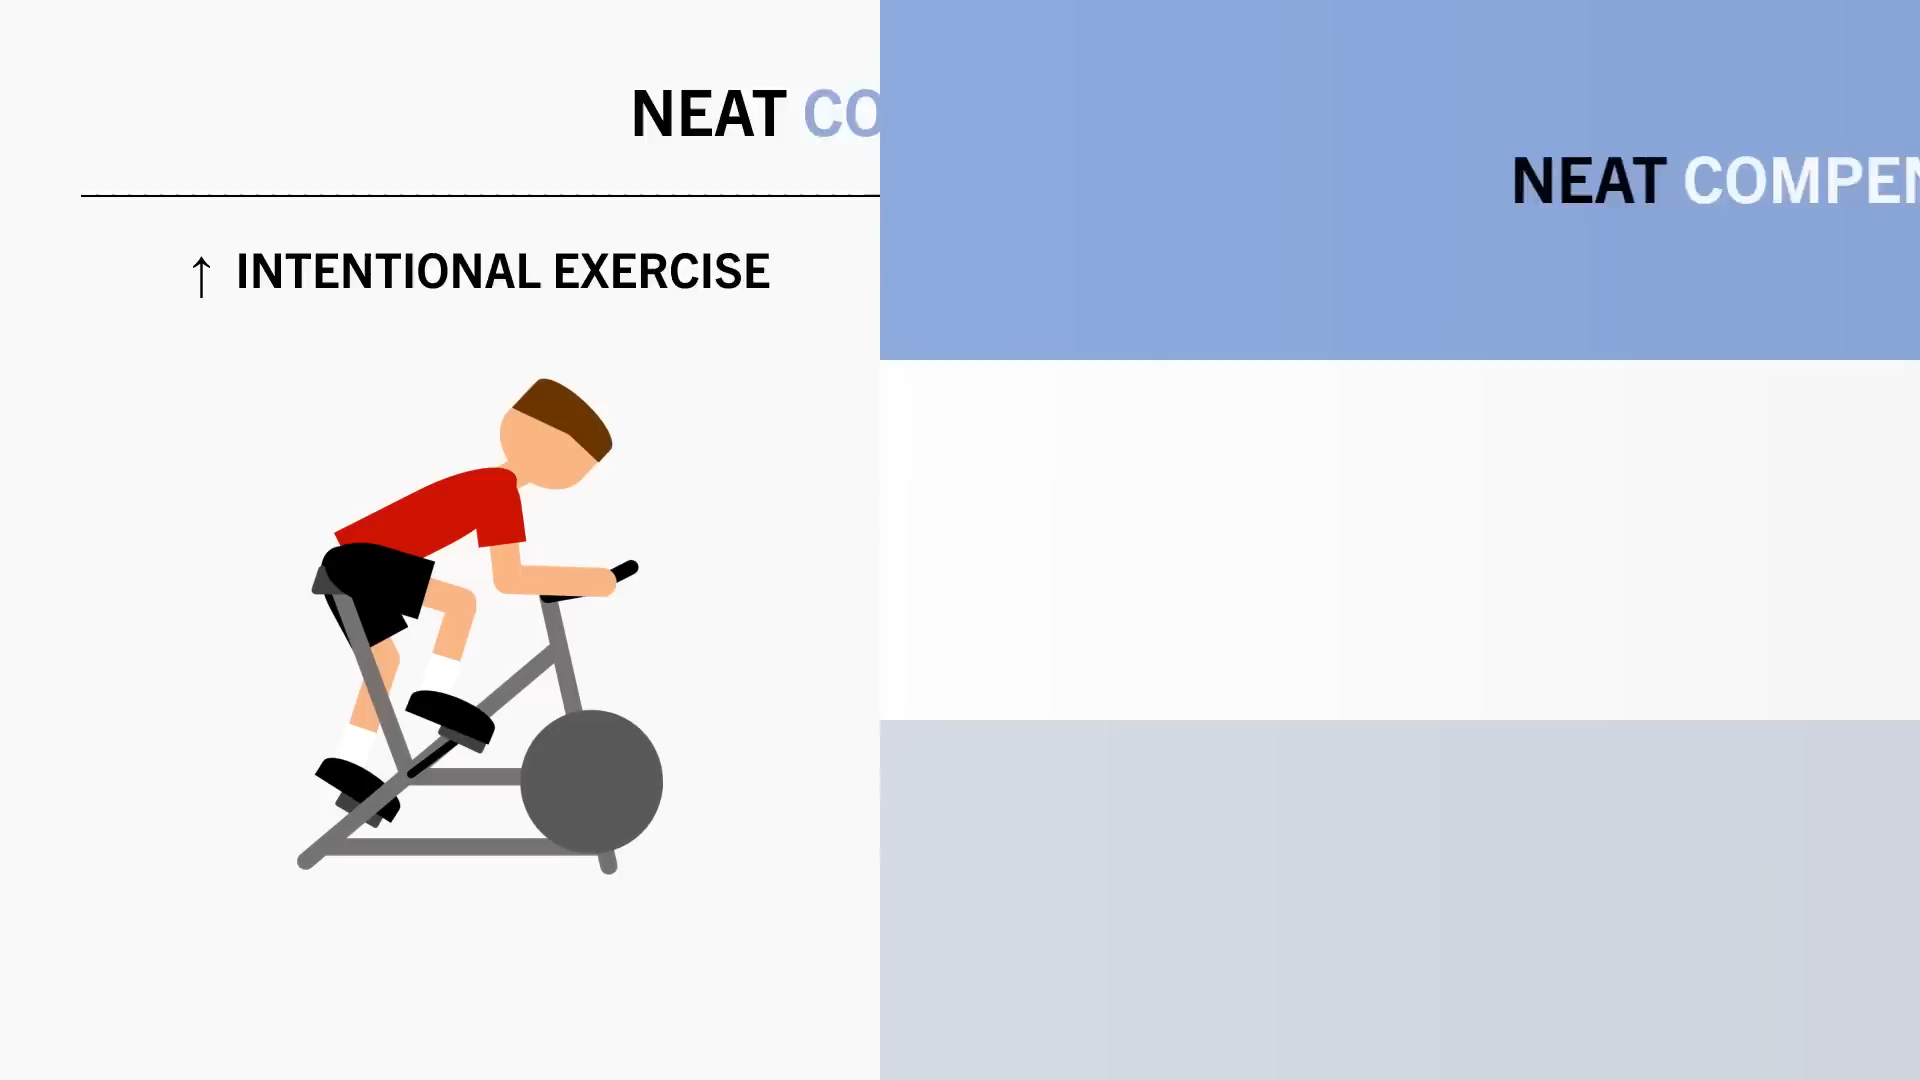 NEAT CO
↑ INTENTIONAL EXERCISE
NEAT COMPEN